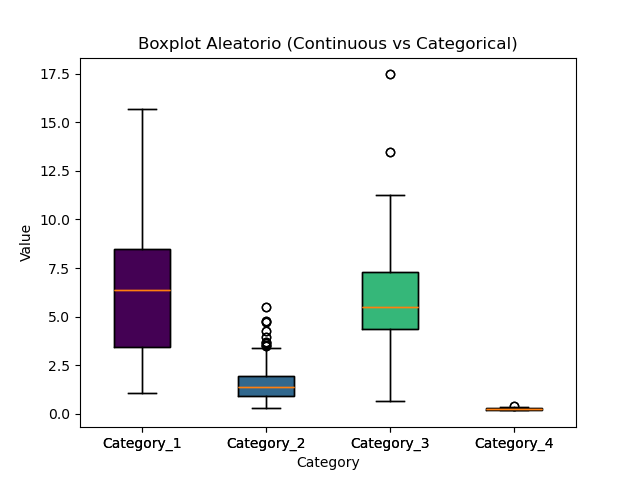 Boxplot Aleatorio (Continuous vs Categorical)
17.5
15.0
12.5
10.0
7.5
5.0
2.5
0.0
Value
Category_1 Category_2 Category_3 Category_4
Category